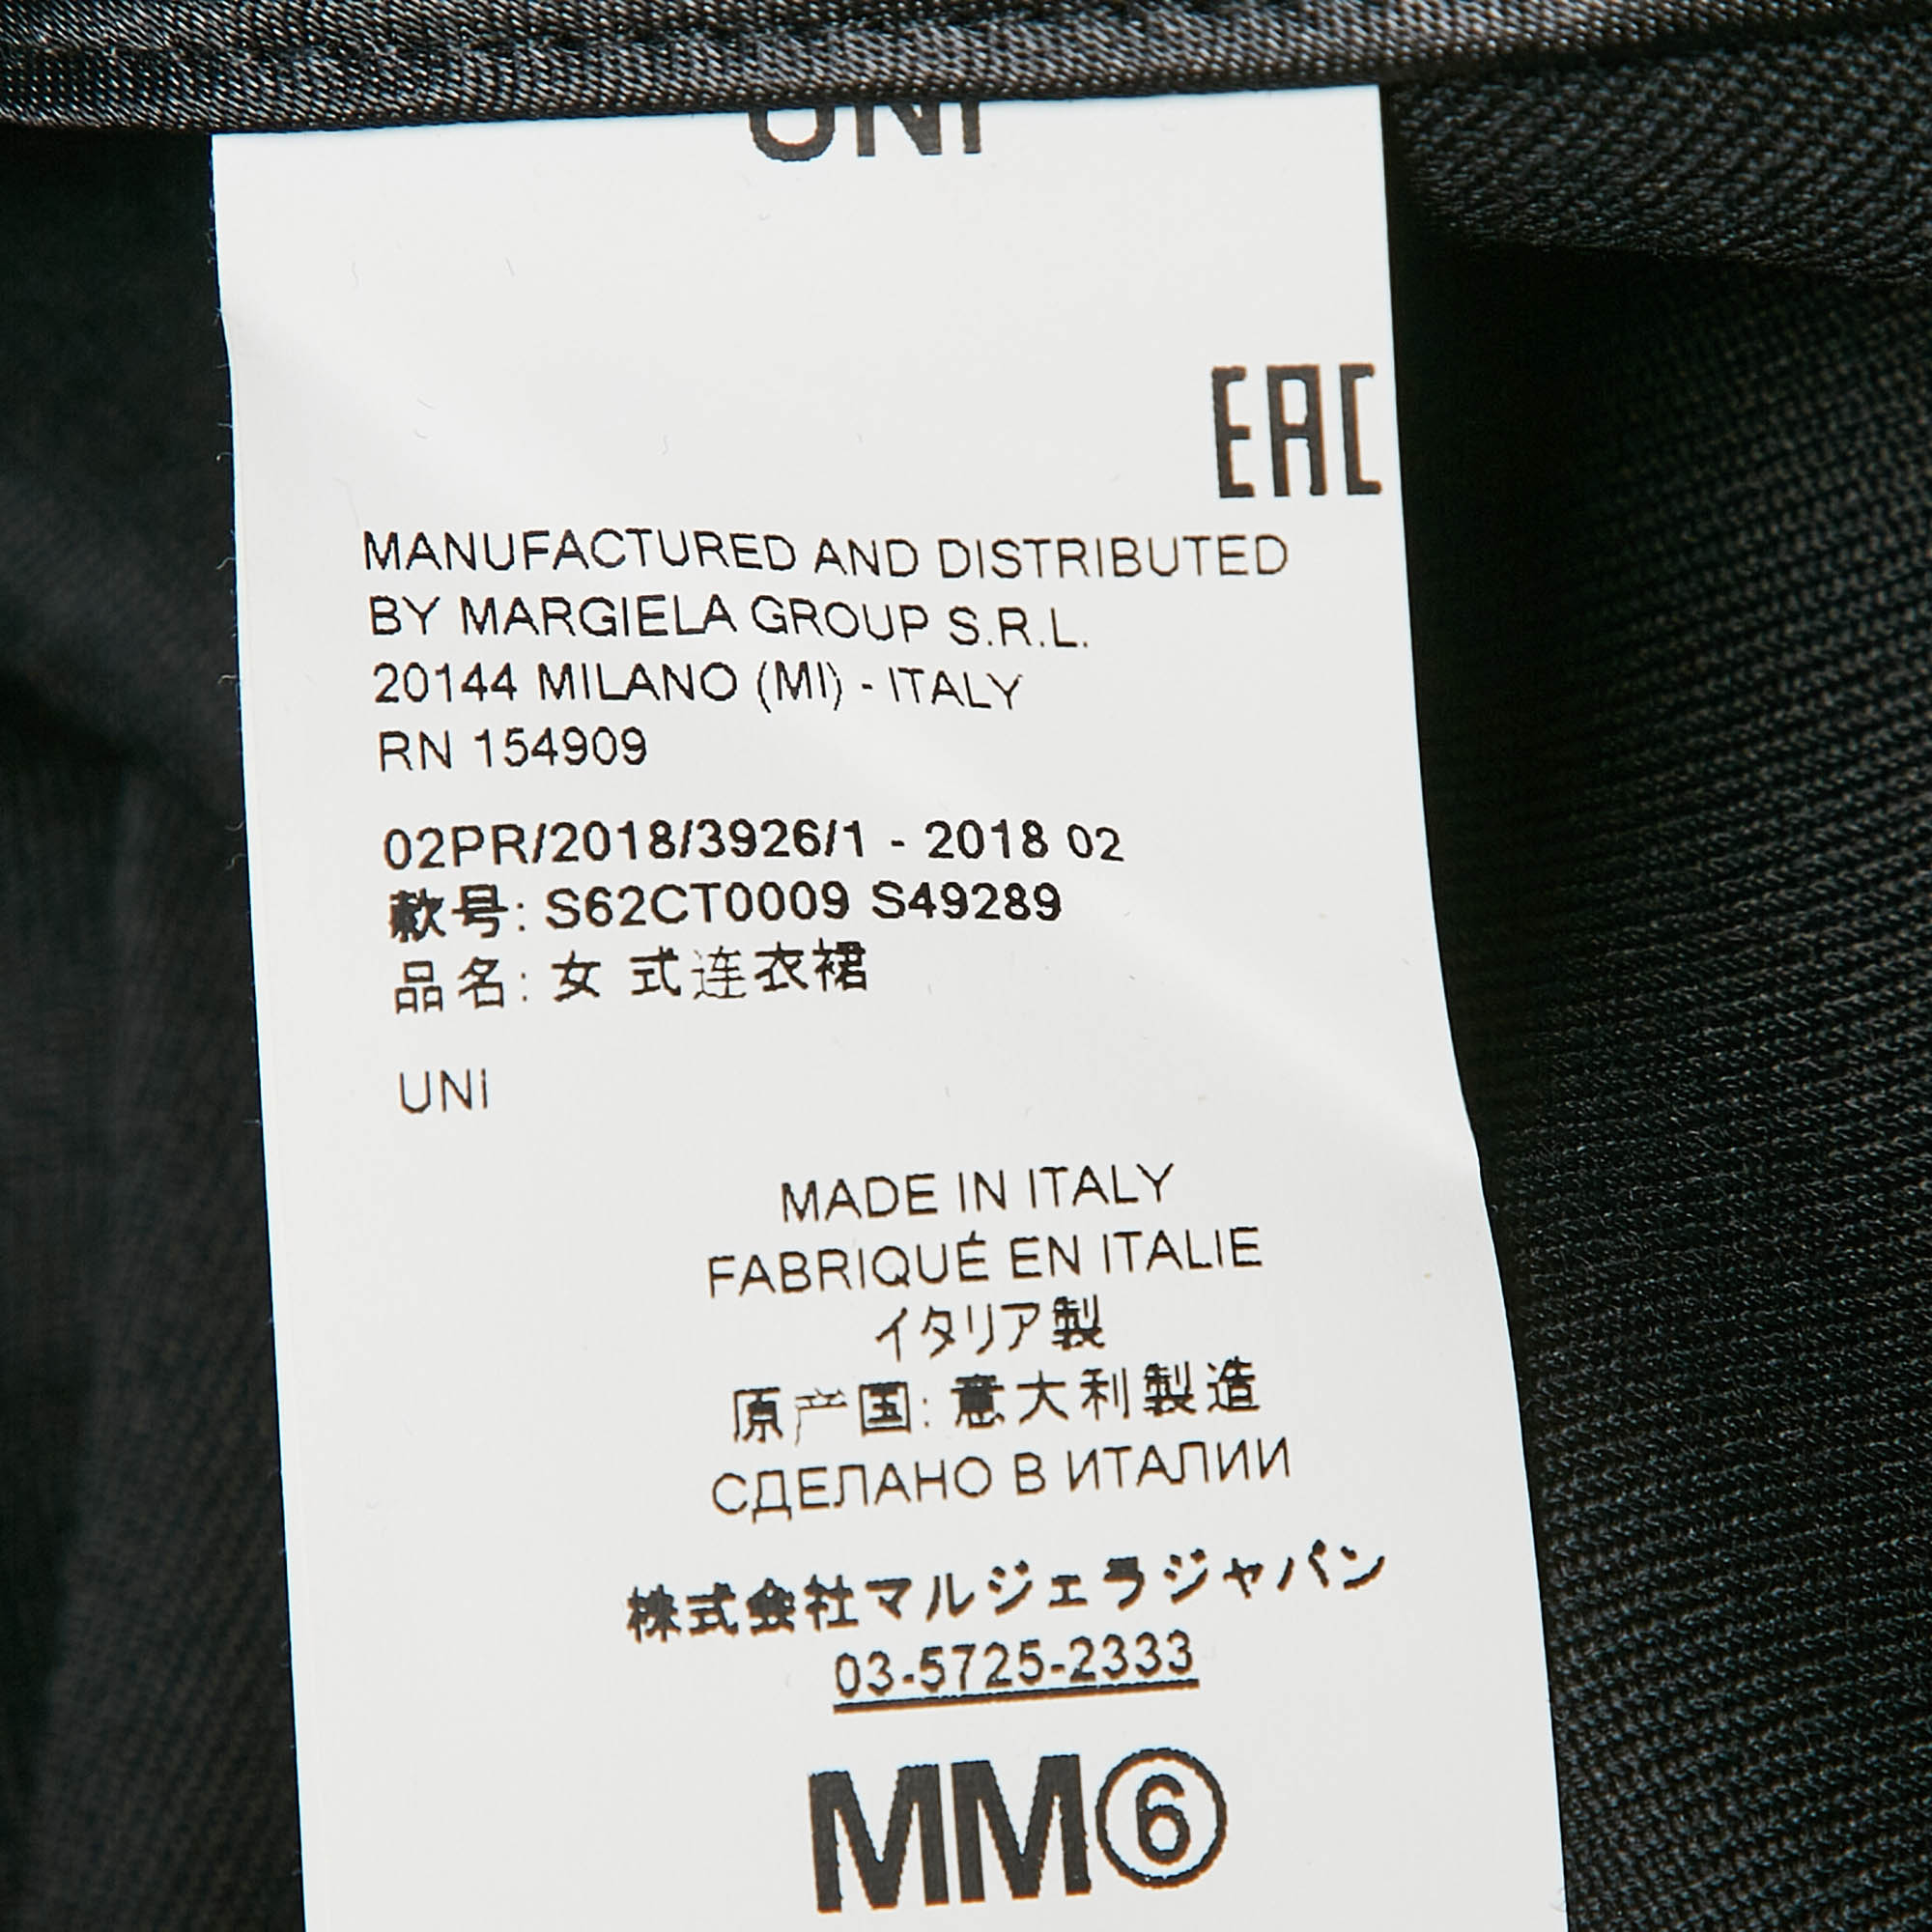 UNI
EAC
MANUFACTURED AND DISTRIBUTED
BY MARGIELA GROUP S.R.L.
20144 MILANO (MI) - ITALY
RN 154909
02PR/2018/3926/1 - 2018 02
款号: S62CT0009 S49289
品名: 女式连衣裙
UNI
MADE IN ITALY
FABRIQUÉ EN ITALIE
イタリア製
原产国: 意大利製造
СДЕЛАНО В ИТАЛИИ
株式会社マルジェラジャパン
03-5725-2333
MM⑥